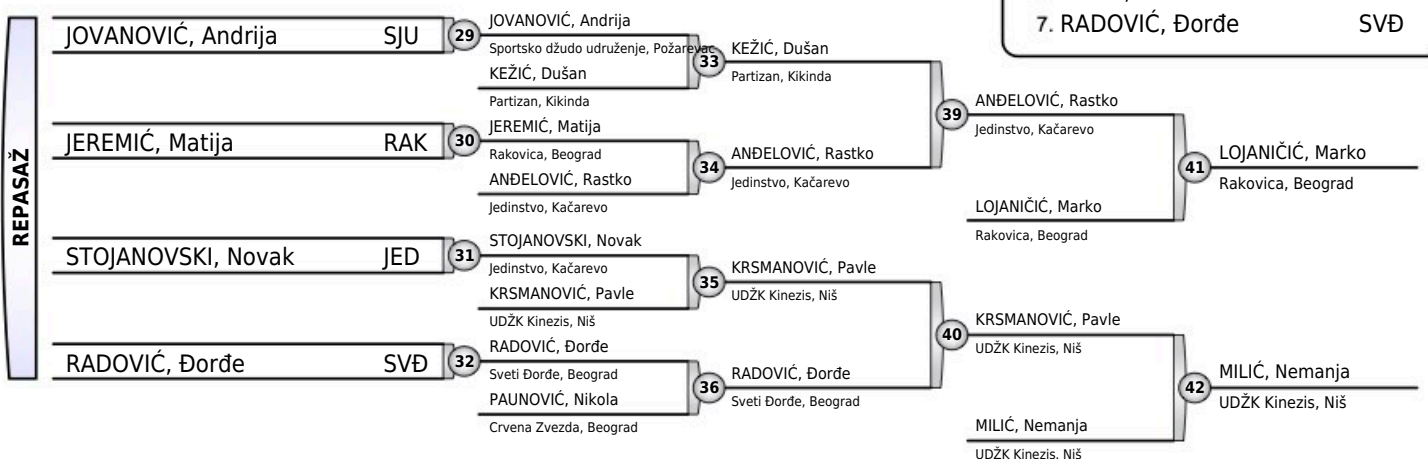 7. RADOVIĆ, Đorđe SVĐ
REPASAŽ
JOVANOVIĆ, Andrija SJU
29
JOVANOVIĆ, Andrija
Sportsko džudo udruženje, Požarevac
KEŽIĆ, Dušan
Partizan, Kikinda
33
KEŽIĆ, Dušan
Partizan, Kikinda
JEREMIĆ, Matija RAK
30
JEREMIĆ, Matija
Rakovica, Beograd
ANĐELOVIĆ, Rastko
Jedinstvo, Kačarevo
34
ANĐELOVIĆ, Rastko
Jedinstvo, Kačarevo
39
ANĐELOVIĆ, Rastko
Jedinstvo, Kačarevo
LOJANIČIĆ, Marko
Rakovica, Beograd
41
LOJANIČIĆ, Marko
Rakovica, Beograd
STOJANOVSKI, Novak JED
31
STOJANOVSKI, Novak
Jedinstvo, Kačarevo
KRSMANOVIĆ, Pavle
UDŽK Kinezis, Niš
35
KRSMANOVIĆ, Pavle
UDŽK Kinezis, Niš
RADOVIĆ, Đorđe SVĐ
32
RADOVIĆ, Đorđe
Sveti Đorđe, Beograd
PAUNOVIĆ, Nikola
Crvena Zvezda, Beograd
36
RADOVIĆ, Đorđe
Sveti Đorđe, Beograd
40
KRSMANOVIĆ, Pavle
UDŽK Kinezis, Niš
MILIĆ, Nemanja
UDŽK Kinezis, Niš
42
MILIĆ, Nemanja
UDŽK Kinezis, Niš